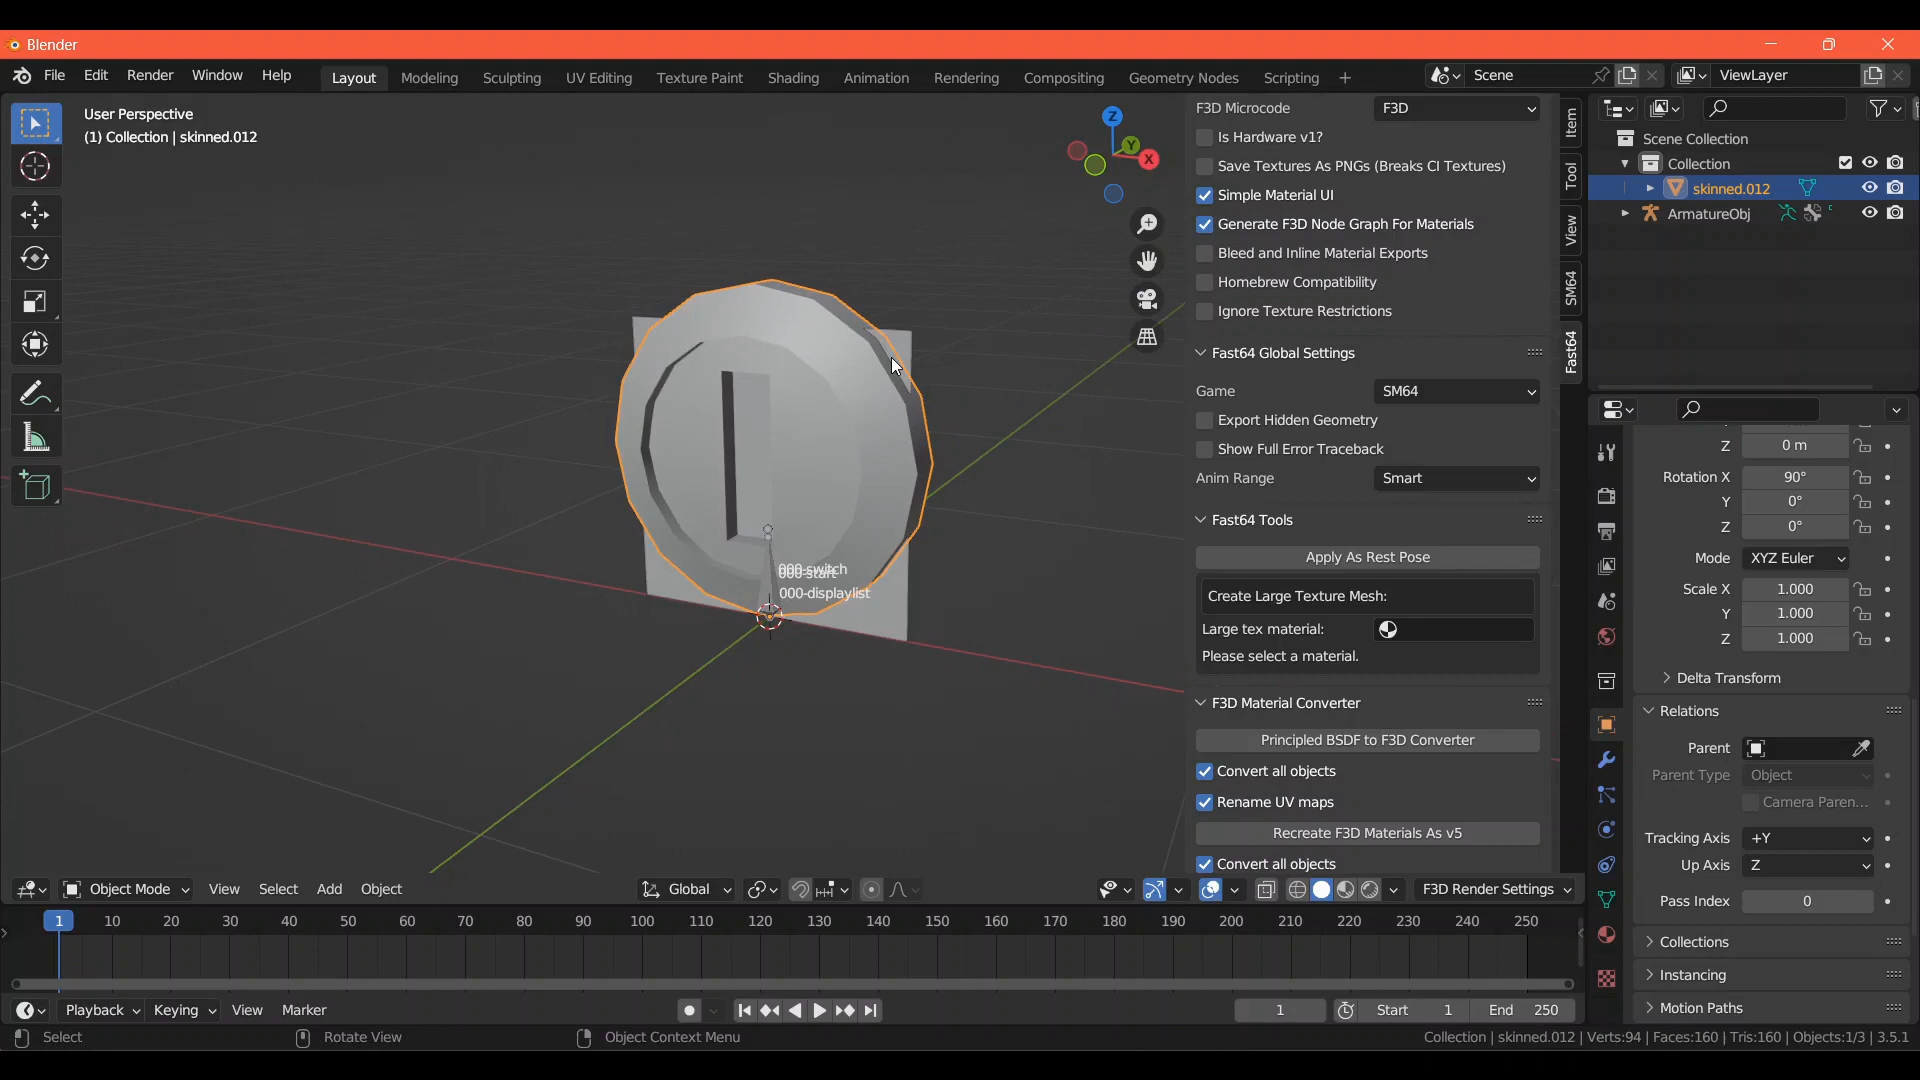 Blender
File Edit Render Window Help Layout Modeling Sculpting UV Editing Texture Paint Shading Animation Rendering Compositing Geometry Nodes Scripting + Scene ViewLayer
User Perspective
(1) Collection | skinned.012
Z
Y
X
000-switch
000-start
000-displaylist
F3D Microcode F3D
Is Hardware v1?
Save Textures As PNGs (Breaks CI Textures)
Simple Material UI
Generate F3D Node Graph For Materials
Bleed and Inline Material Exports
Homebrew Compatibility
Ignore Texture Restrictions
Fast64 Global Settings
Game SM64
Export Hidden Geometry
Show Full Error Traceback
Anim Range Smart
Fast64 Tools
Apply As Rest Pose
Create Large Texture Mesh:
Large tex material:
Please select a material.
F3D Material Converter
Principled BSDF to F3D Converter
Convert all objects
Rename UV maps
Recreate F3D Materials As v5
Convert all objects
Item
Tool
View
SM64
Fast64
Scene Collection
Collection
skinned.012
ArmatureObj
Z 0 m
Rotation X 90°
Y 0°
Z 0°
Mode XYZ Euler
Scale X 1.000
Y 1.000
Z 1.000
Delta Transform
Relations
Parent
Parent Type Object
Camera Paren...
Tracking Axis +Y
Up Axis Z
Pass Index 0
Collections
Instancing
Motion Paths
Object Mode View Select Add Object Global F3D Render Settings
1 10 20 30 40 50 60 70 80 90 100 110 120 130 140 150 160 170 180 190 200 210 220 230 240 250
Playback Keying View Marker 1 Start 1 End 250
Select Rotate View Object Context Menu Collection | skinned.012 | Verts:94 | Faces:160 | Tris:160 | Objects:1/3 | 3.5.1